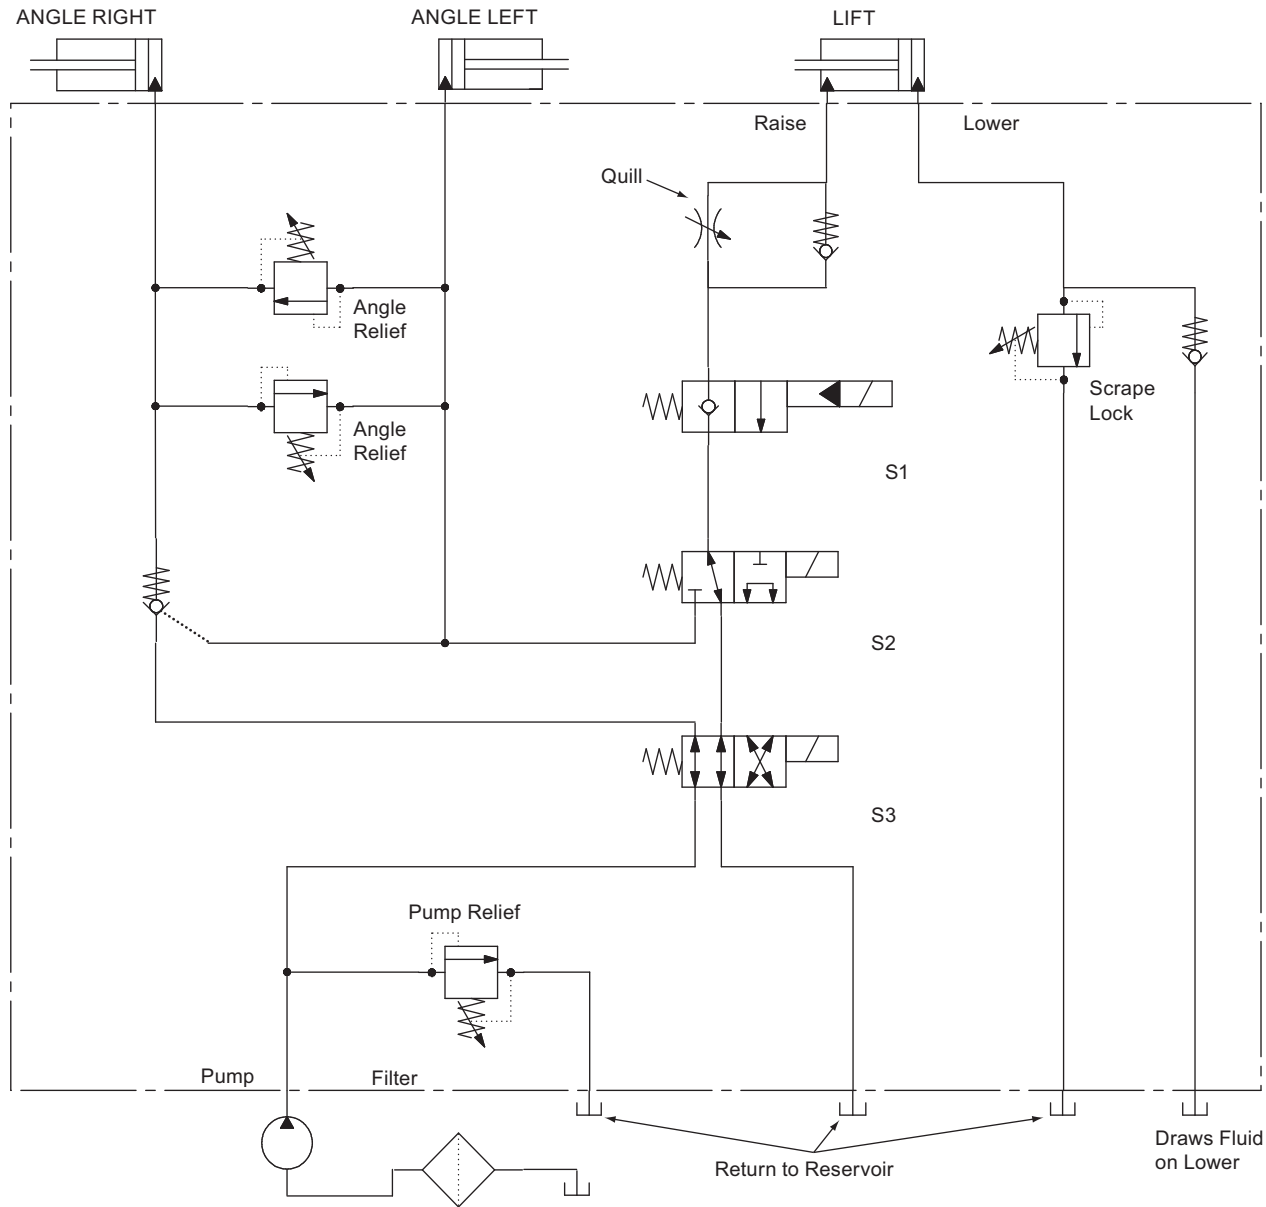 ANGLE RIGHT
ANGLE LEFT
LIFT
Raise
Lower
Quill
Angle
Relief
Angle
Relief
Scrape
Lock
S1
S2
S3
Pump Relief
Pump
Filter
Return to Reservoir
Draws Fluid
on Lower